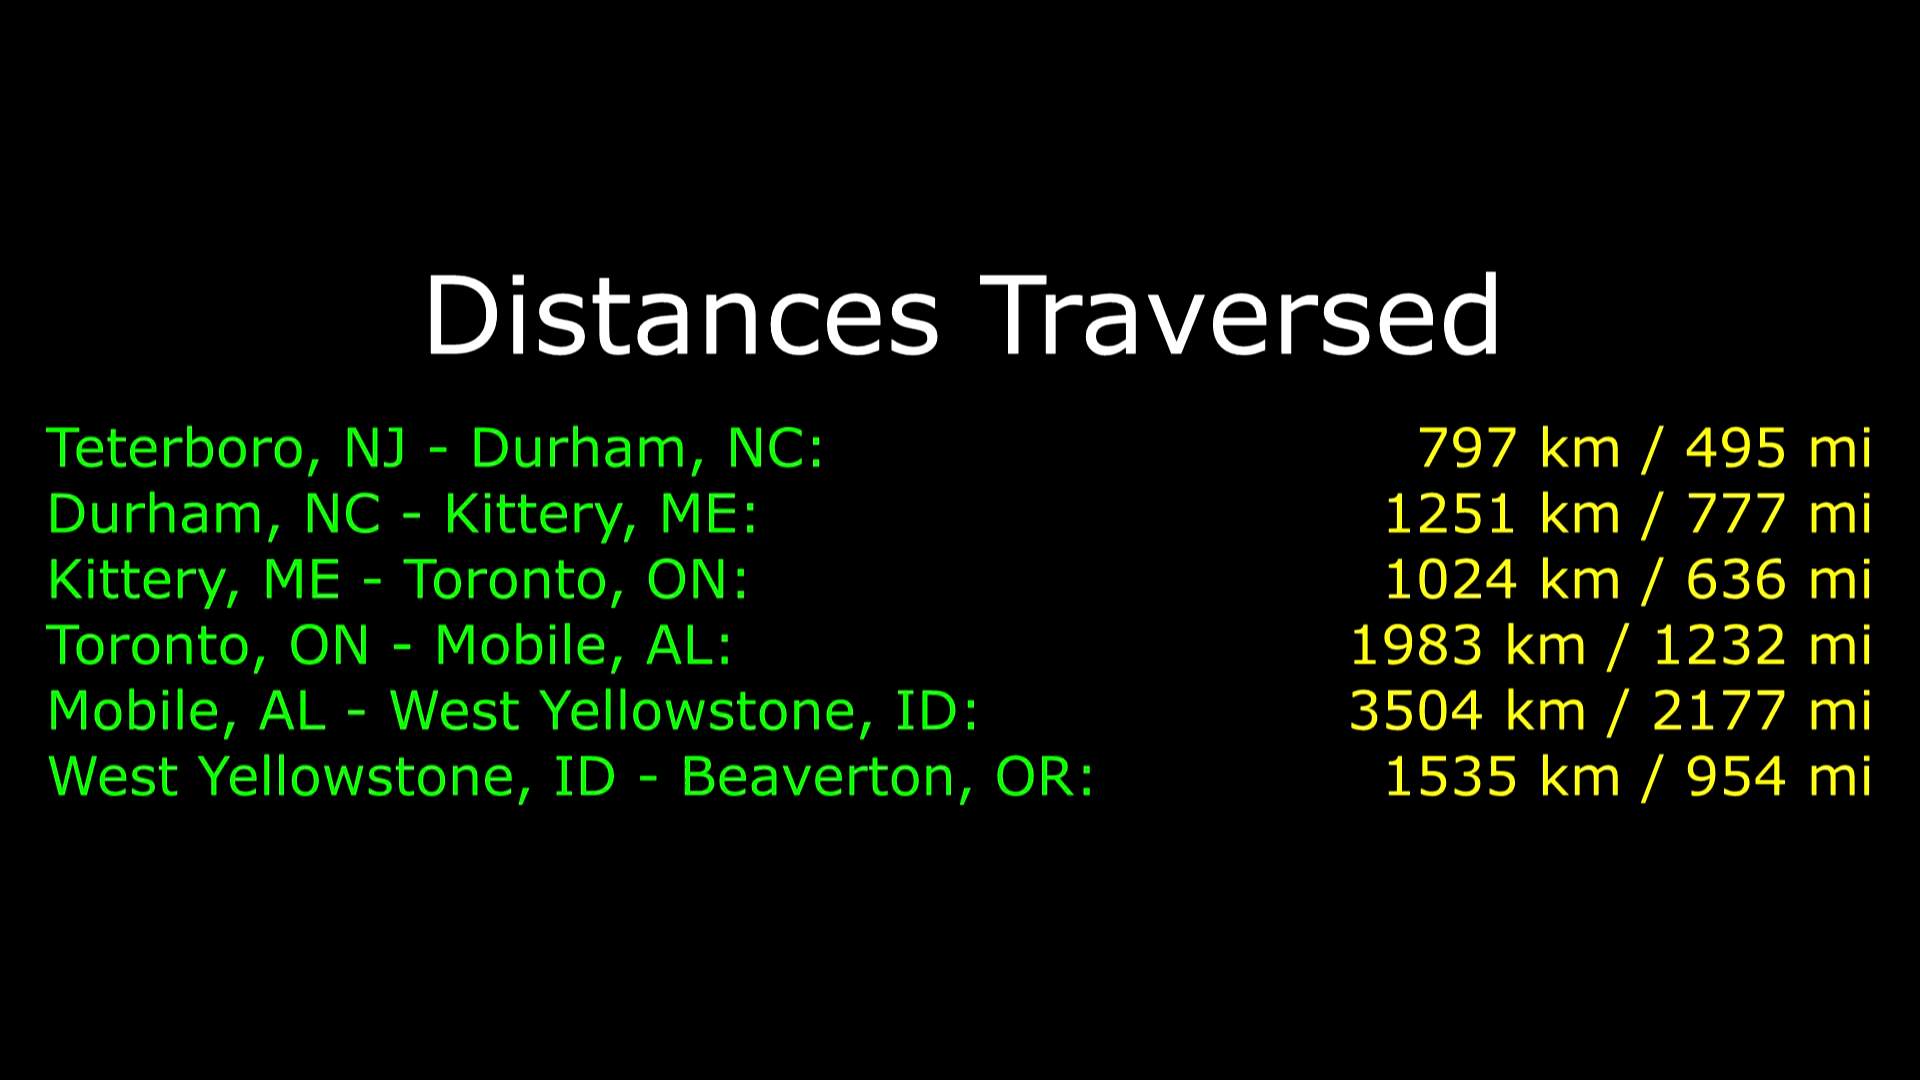 Distances Traversed
Teterboro, NJ - Durham, NC: 797 km / 495 mi
Durham, NC - Kittery, ME: 1251 km / 777 mi
Kittery, ME - Toronto, ON: 1024 km / 636 mi
Toronto, ON - Mobile, AL: 1983 km / 1232 mi
Mobile, AL - West Yellowstone, ID: 3504 km / 2177 mi
West Yellowstone, ID - Beaverton, OR: 1535 km / 954 mi